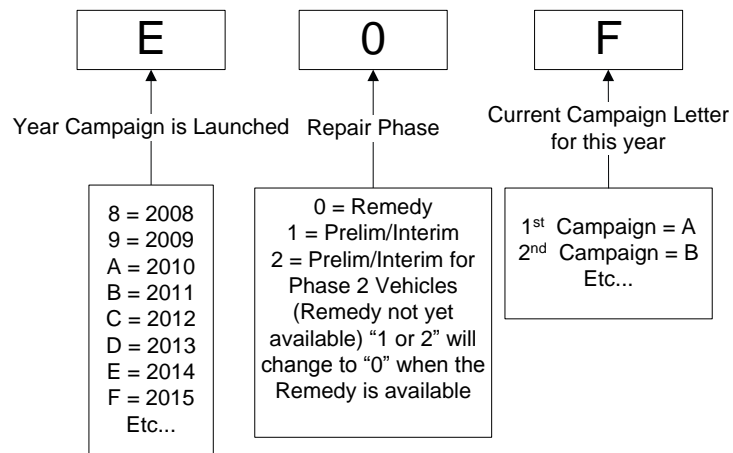 E
0
F
Year Campaign is Launched
Repair Phase
Current Campaign Letter
for this year
8 = 2008
9 = 2009
A = 2010
B = 2011
C = 2012
D = 2013
E = 2014
F = 2015
Etc...
0 = Remedy
1 = Prelim/Interim
2 = Prelim/Interim for
Phase 2 Vehicles
(Remedy not yet
available) “1 or 2” will
change to “0” when the
Remedy is available
1st Campaign = A
2nd Campaign = B
Etc...